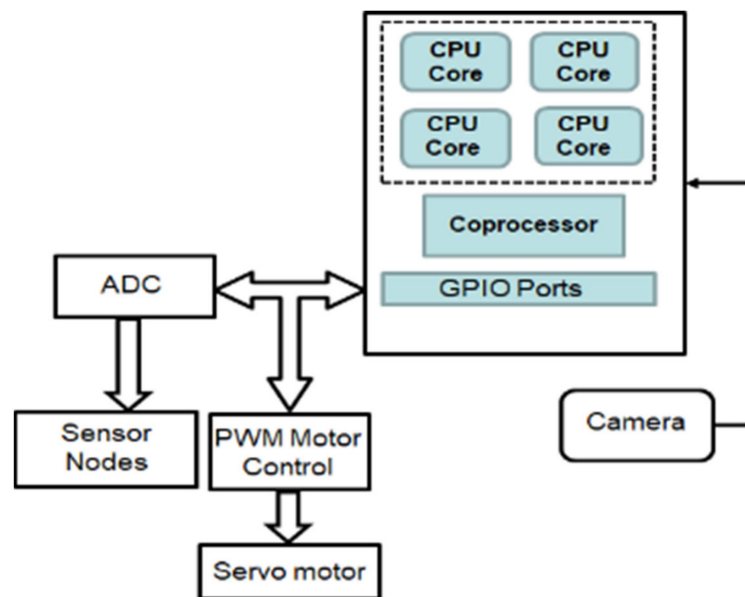 CPU
Core
CPU
Core
CPU
Core
CPU
Core
Coprocessor
GPIO Ports
ADC
Sensor
Nodes
PWM Motor
Control
Servo motor
Camera